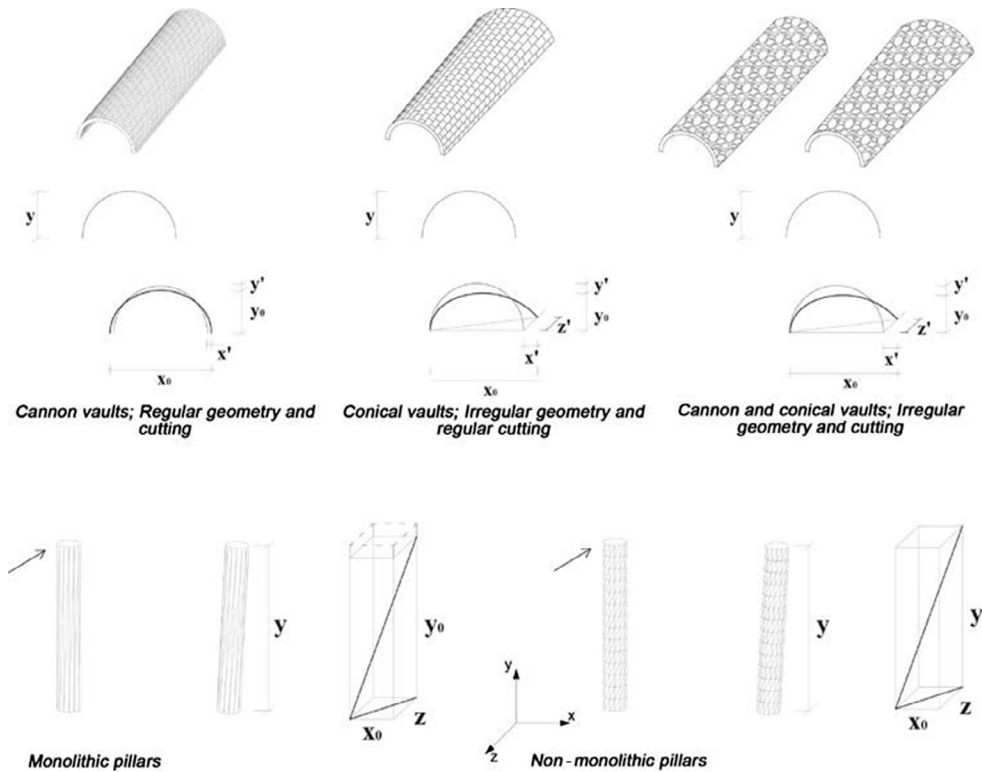 y
y
y
y'
y₀
x'
x₀
y'
y₀
z'
x'
x₀
y'
y₀
z'
x'
x₀
Cannon vaults; Regular geometry and
cutting
Conical vaults; Irregular geometry and
regular cutting
Cannon and conical vaults; Irregular
geometry and cutting
y
y₀
x₀
z
y
x
z
y
y
x₀
z
Monolithic pillars
Non-monolithic pillars